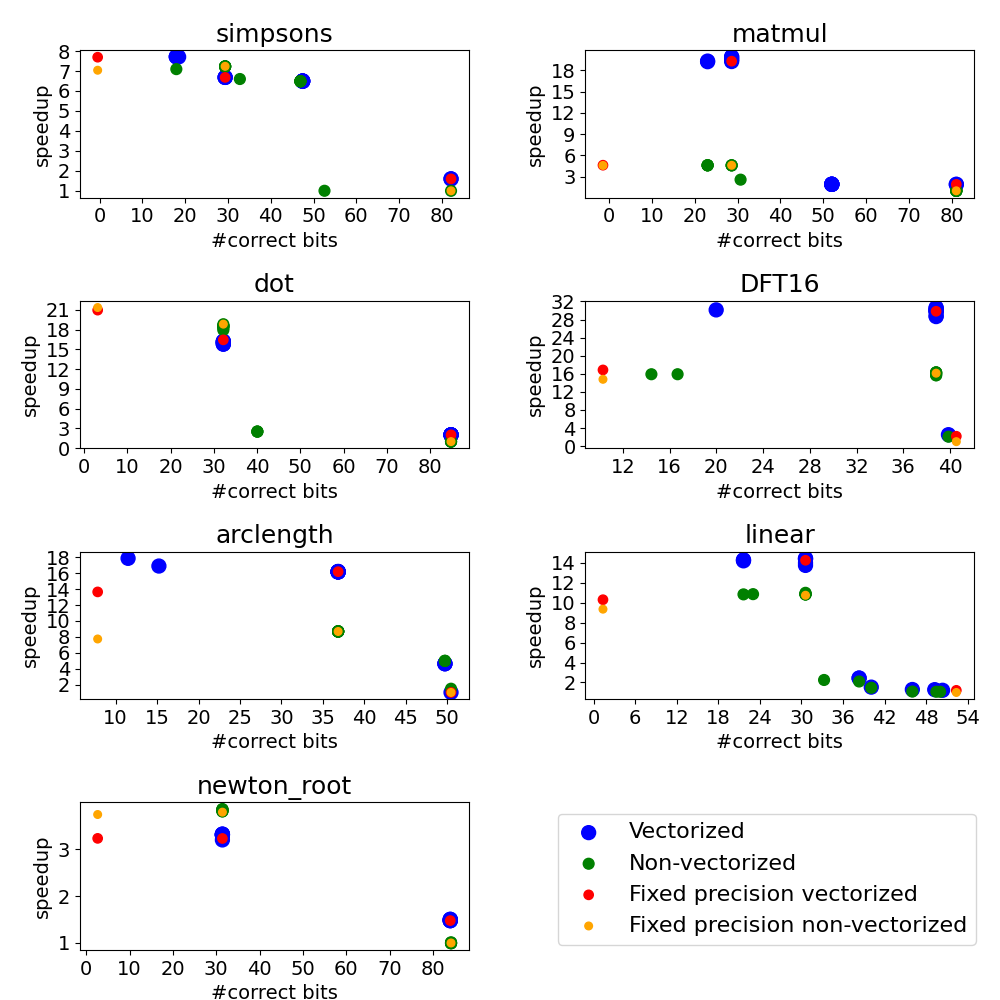 simpsons
speedup
8
7
6
5
4
3
2
1
0 10 20 30 40 50 60 70 80
#correct bits
matmul
speedup
18
15
12
9
6
3
0 10 20 30 40 50 60 70 80
#correct bits
dot
speedup
21
18
15
12
9
6
3
0
0 10 20 30 40 50 60 70 80
#correct bits
DFT16
speedup
32
28
24
20
16
12
8
4
0
12 16 20 24 28 32 36 40
#correct bits
arclength
speedup
18
16
14
12
10
8
6
4
2
10 15 20 25 30 35 40 45 50
#correct bits
linear
speedup
14
12
10
8
6
4
2
0 6 12 18 24 30 36 42 48 54
#correct bits
newton_root
speedup
3
2
1
0 10 20 30 40 50 60 70 80
#correct bits
Vectorized
Non-vectorized
Fixed precision vectorized
Fixed precision non-vectorized